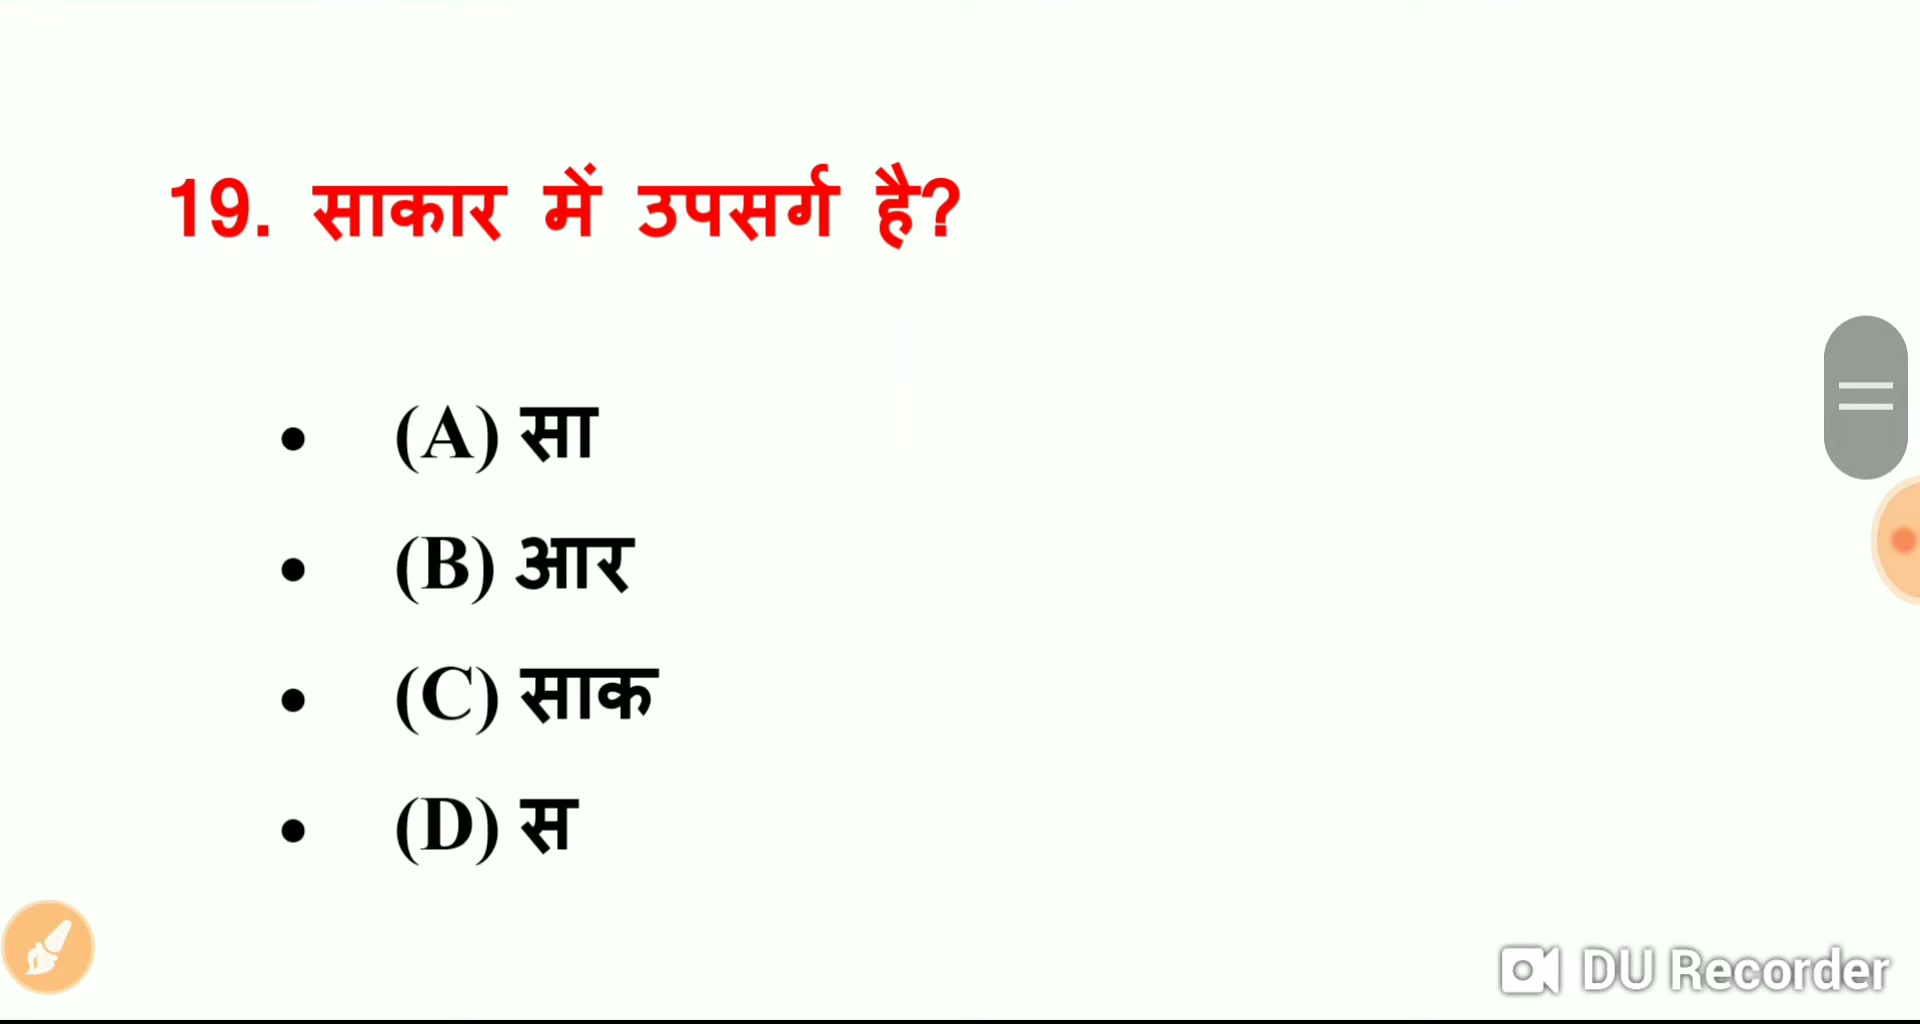 19. साकार में उपसर्ग है?
• (A) सा
• (B) आर
• (C) साक
• (D) स
DU Recorder